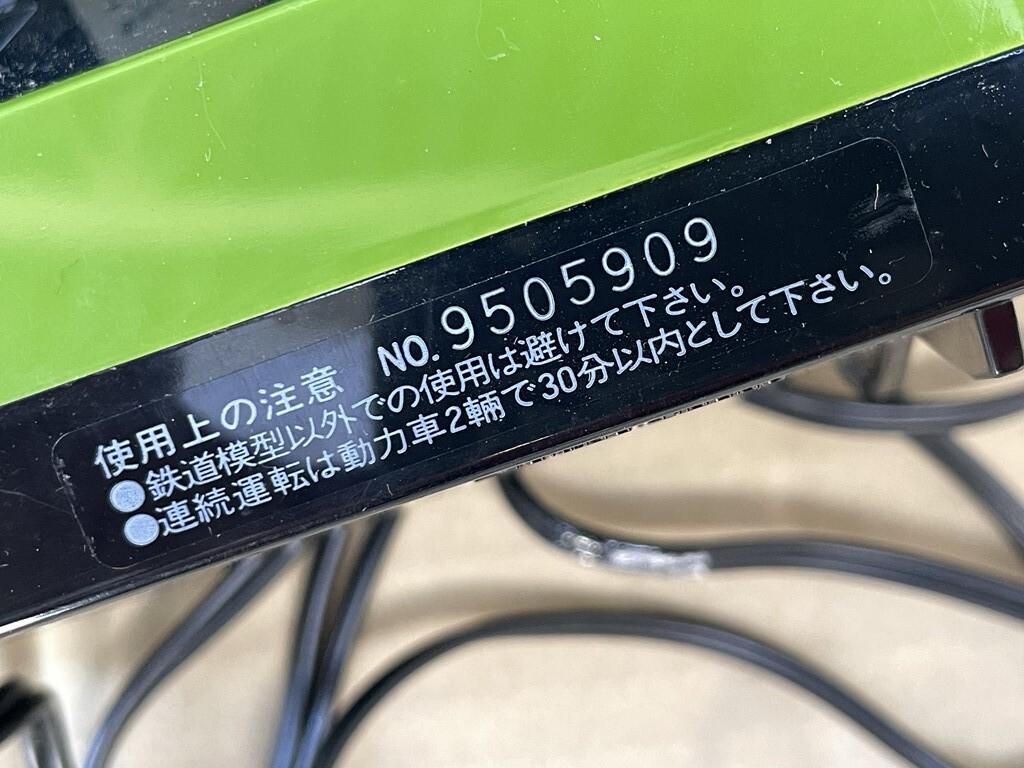 使用上の注意 NO.9505909
●鉄道模型以外での使用は避けて下さい。
●連続運転は動力車2輛で30分以内として下さい。